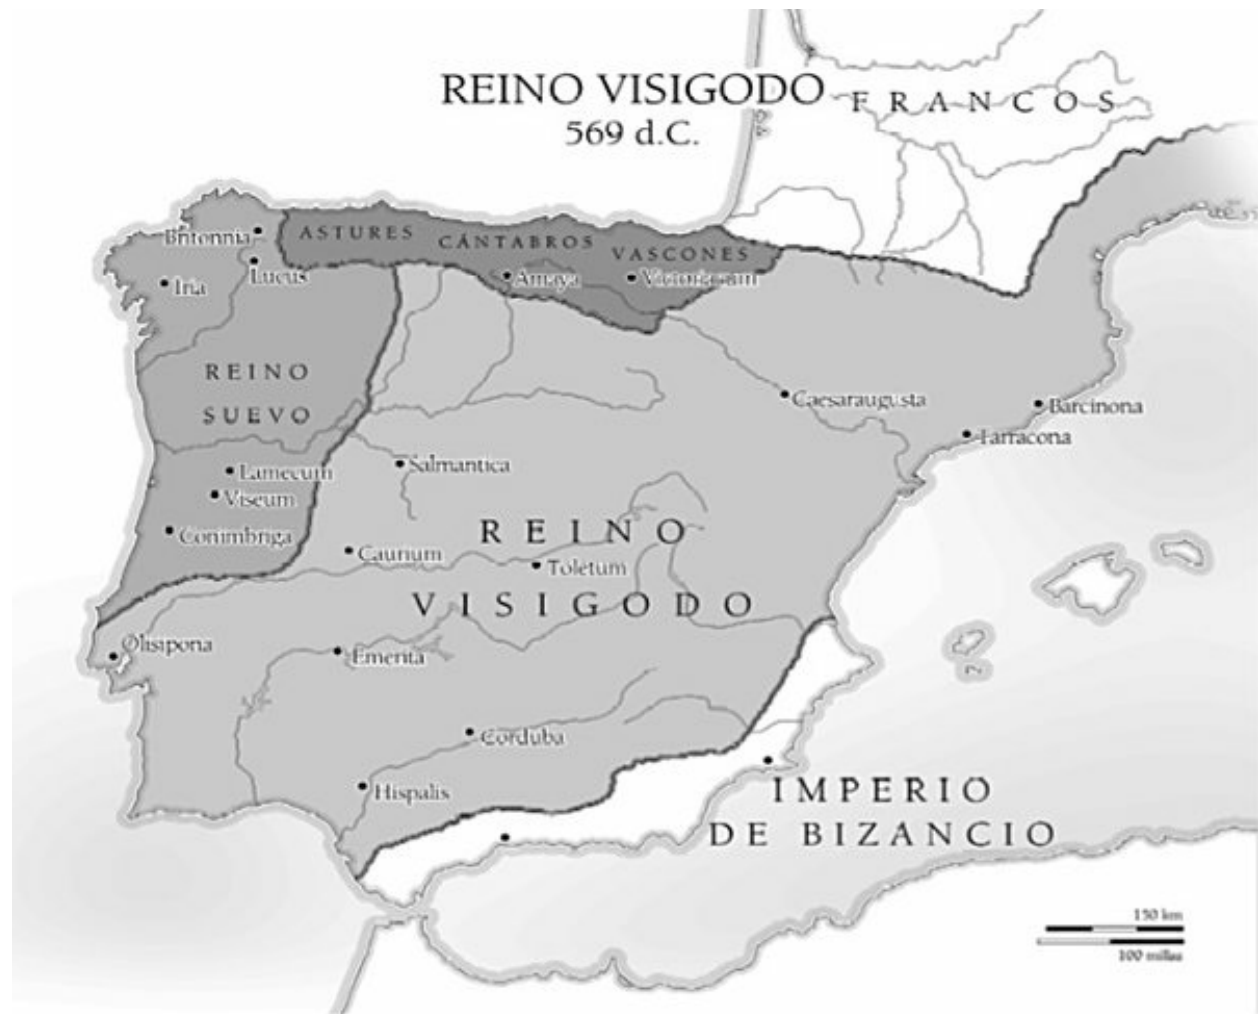 REINO VISIGODO
569 d.C.
FRANCOS
Britonnia
ASTURES
CÁNTABROS
VASCONES
Lucus
Iria
Amaya
REINO
SUEVO
Caesaraugusta
Barcinona
Tarracona
Lamecum
Salmantica
Viseum
Conimbriga
REINO
Caurium
Toletum
VISIGODO
Olisipona
Emerita
Corduba
Hispalis
IMPERIO
DE BIZANCIO
150 km
100 millas